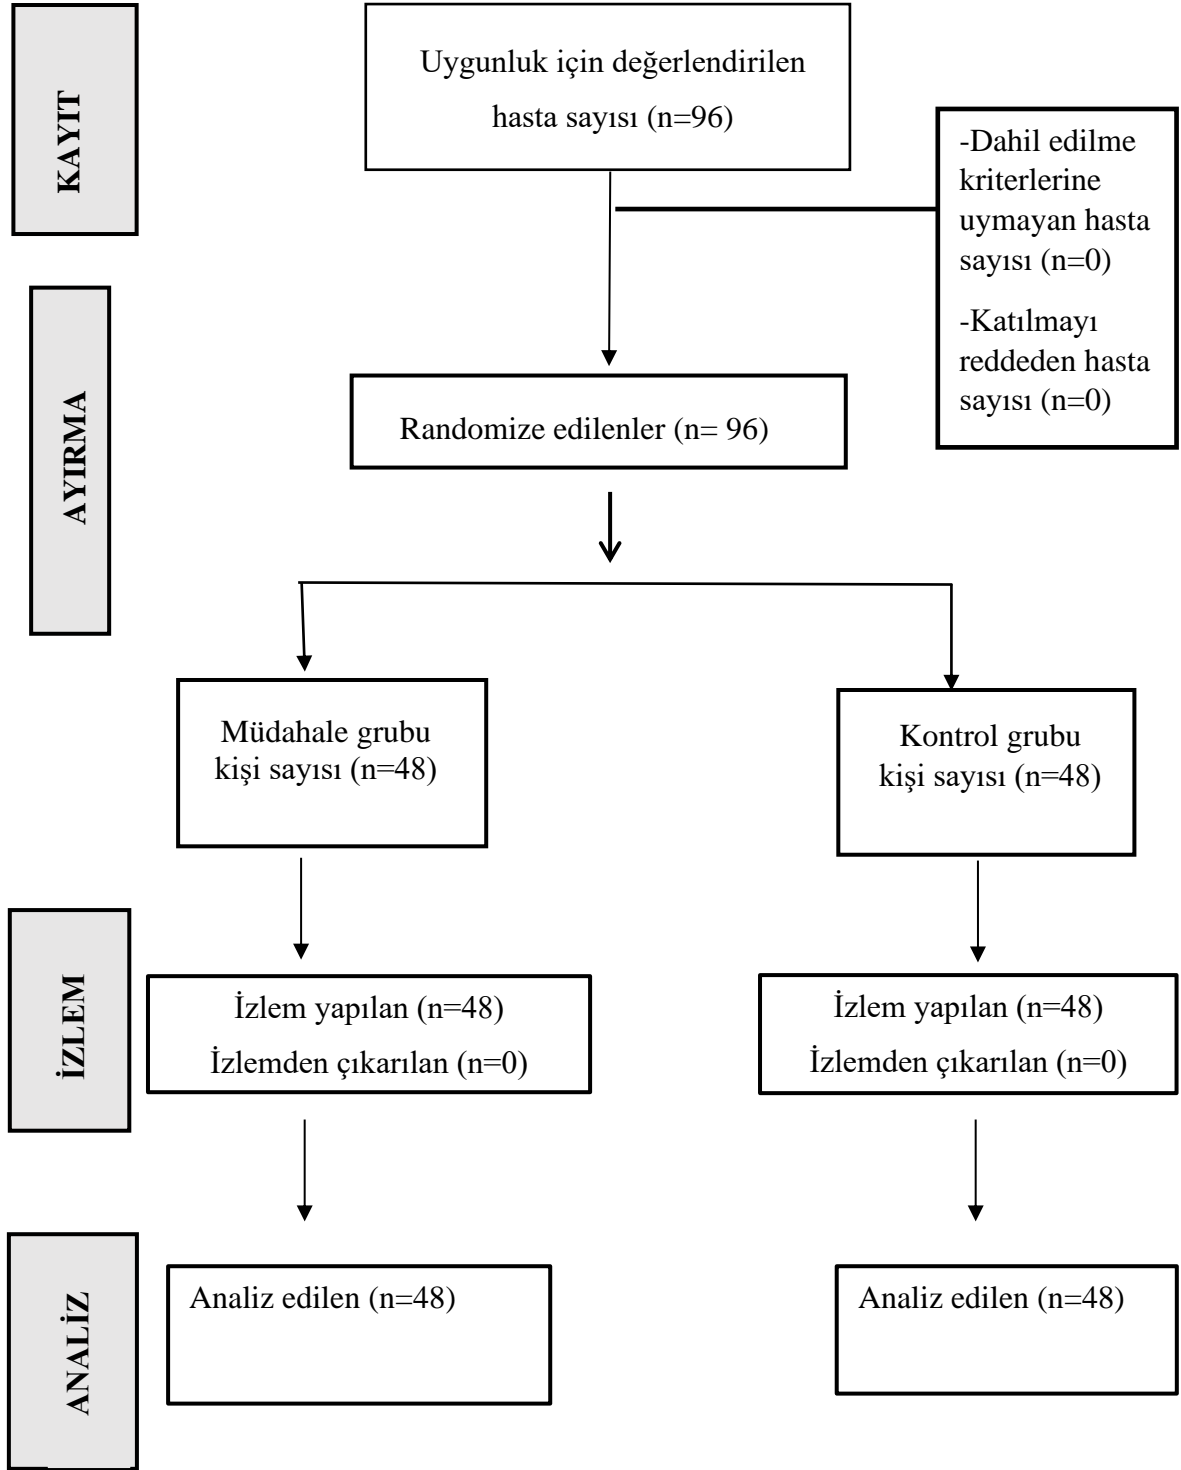 KAYIT
Uygunluk için değerlendirilen
hasta sayısı (n=96)
-Dahil edilme
kriterlerine
uymayan hasta
sayısı (n=0)
-Katılmayı
reddeden hasta
sayısı (n=0)
AYIRMA
Randomize edilenler (n= 96)
Müdahale grubu
kişi sayısı (n=48)
Kontrol grubu
kişi sayısı (n=48)
İZLEM
İzlem yapılan (n=48)
İzlemden çıkarılan (n=0)
İzlem yapılan (n=48)
İzlemden çıkarılan (n=0)
ANALİZ
Analiz edilen (n=48)
Analiz edilen (n=48)